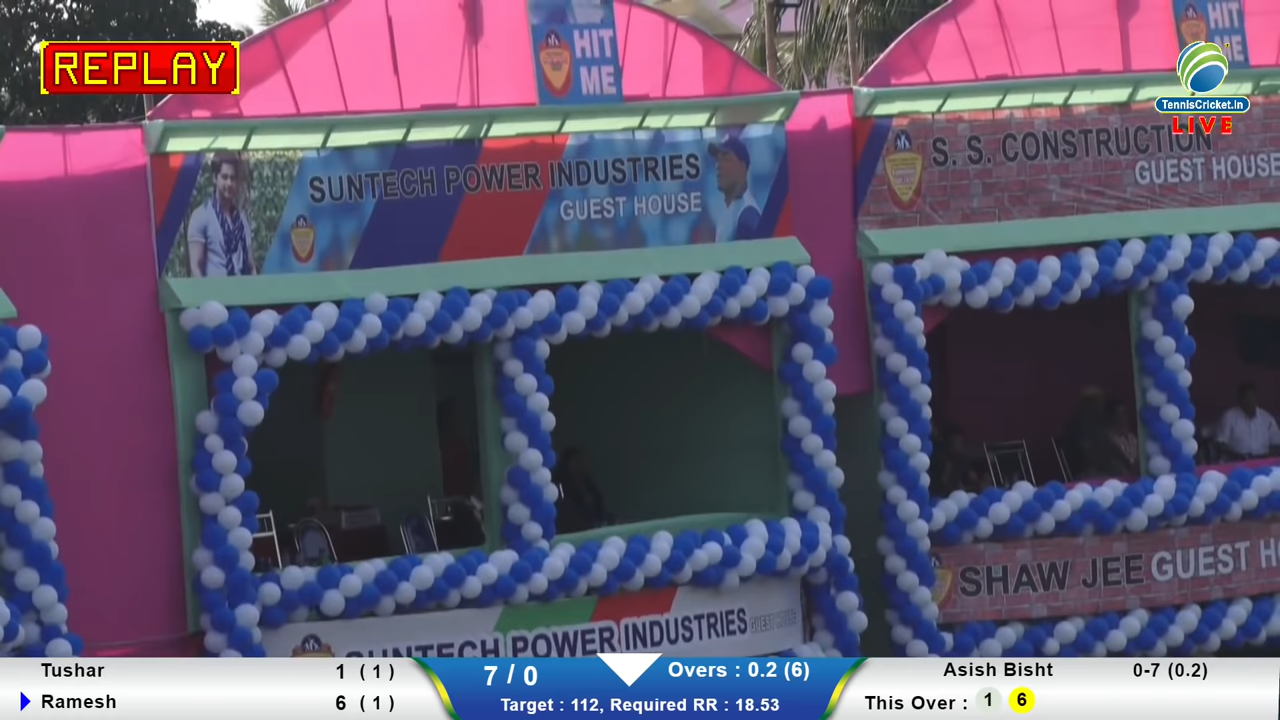 REPLAY
HIT
ME
HIT
ME
TennisCricket.in
LIVE
SUNTECH POWER INDUSTRIES
GUEST HOUSE
S. S. CONSTRUCTION
GUEST HOUSE
SHAW JEE GUEST H
SUNTECH POWER INDUSTRIES GUEST HOUSE
Tushar 1 (1)
Ramesh 6 (1)
7 / 0 Overs : 0.2 (6)
Target : 112, Required RR : 18.53
Asish Bisht 0-7 (0.2)
This Over : 1 6